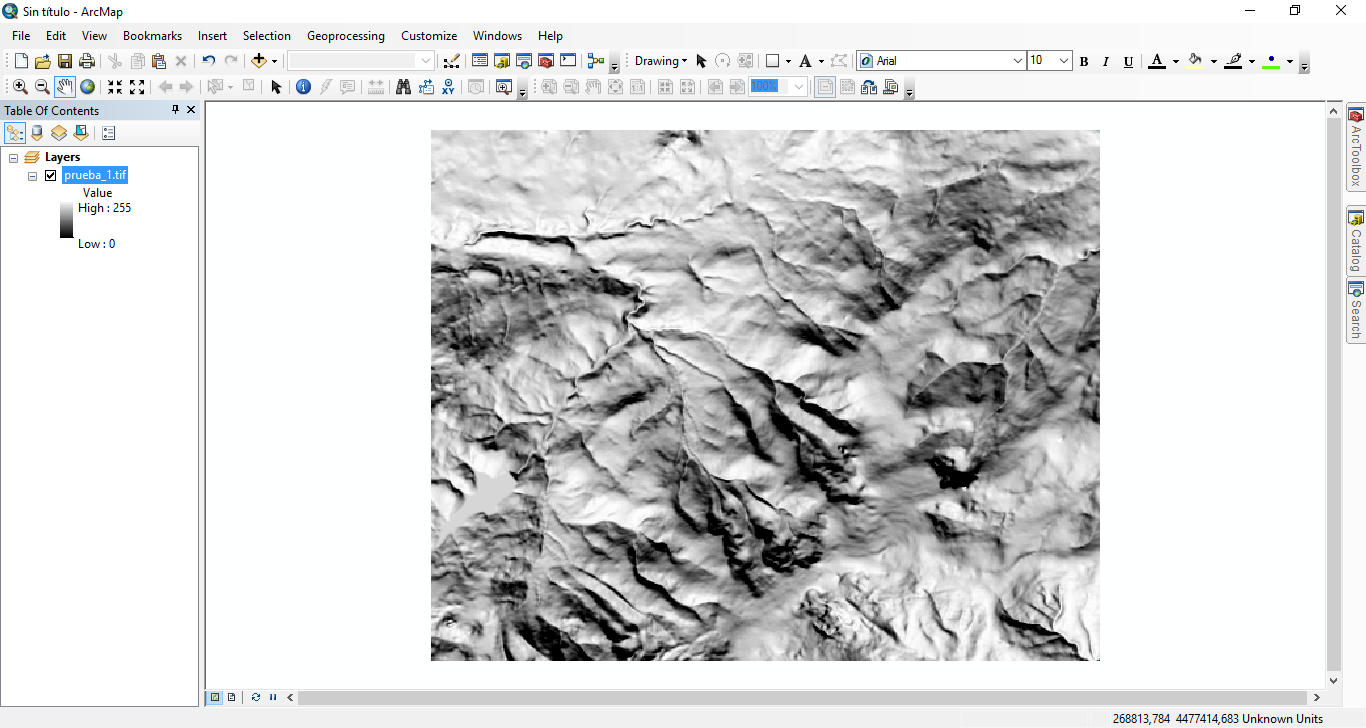 Sin título - ArcMap
File Edit View Bookmarks Insert Selection Geoprocessing Customize Windows Help
Drawing Arial 10 B I U A
100%
Table Of Contents
Layers
prueba_1.tif
Value
High : 255
Low : 0
ArcToolbox
Catalog
Search
268813,784 4477414,683 Unknown Units